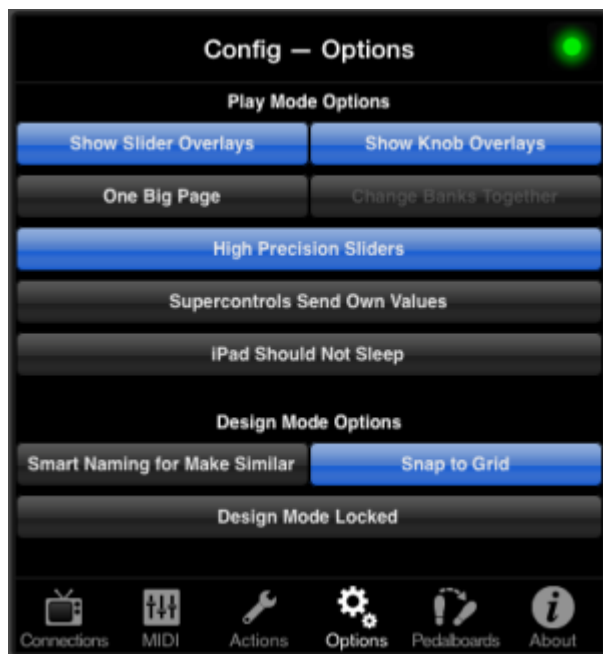 Config — Options
Play Mode Options
Show Slider Overlays Show Knob Overlays
One Big Page Change Banks Together
High Precision Sliders
Supercontrols Send Own Values
iPad Should Not Sleep
Design Mode Options
Smart Naming for Make Similar Snap to Grid
Design Mode Locked
Connections MIDI Actions Options Pedalboards About